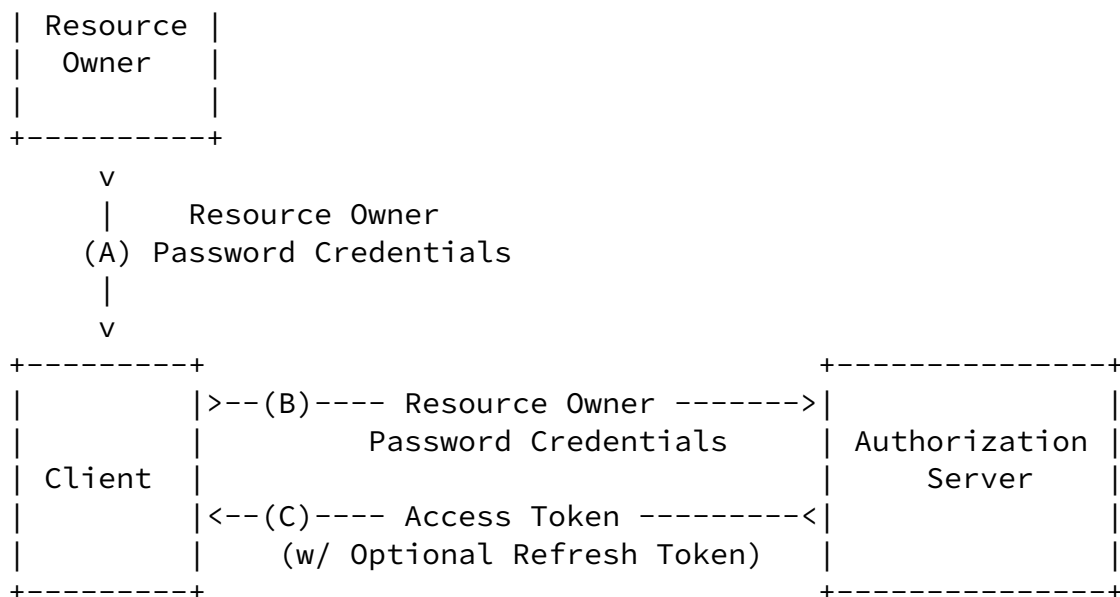 | Resource |
|  Owner   |
|          |
+----------+
     v
     |    Resource Owner
    (A) Password Credentials
     |
     v
+---------+                                  +---------------+
|         |>--(B)---- Resource Owner ------->|               |
|         |         Password Credentials     | Authorization |
| Client  |                                  |     Server    |
|         |<--(C)---- Access Token ---------<|               |
|         |    (w/ Optional Refresh Token)   |               |
+---------+                                  +---------------+